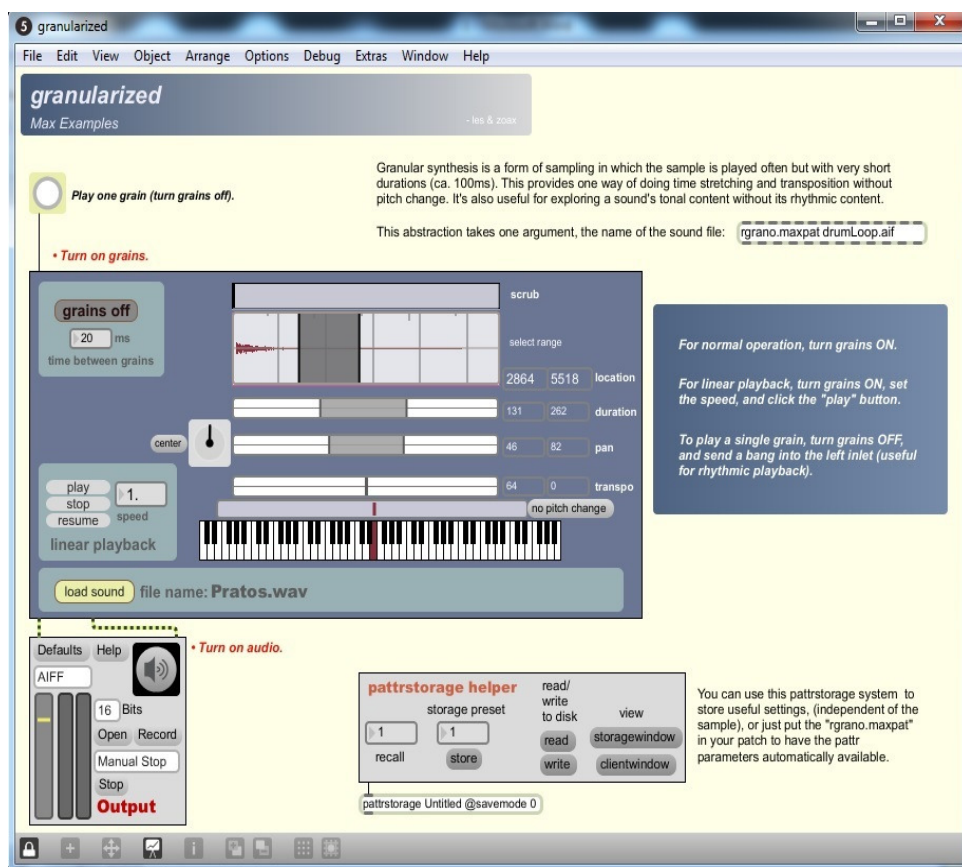 5 granularized
File Edit View Object Arrange Options Debug Extras Window Help
granularized
Max Examples
- les & zoax
Granular synthesis is a form of sampling in which the sample is played often but with very short
durations (ca. 100ms). This provides one way of doing time stretching and transposition without
pitch change. It's also useful for exploring a sound's tonal content without its rhythmic content.
Play one grain (turn grains off).
This abstraction takes one argument, the name of the sound file: rgrano.maxpat drumLoop.aif
• Turn on grains.
grains off
20 ms
time between grains
scrub
select range
2864 5518 location
131 262 duration
center
46 82 pan
64 0 transpo
no pitch change
play
stop
resume
1.
speed
linear playback
load sound file name: Pratos.wav
For normal operation, turn grains ON.
For linear playback, turn grains ON, set
the speed, and click the "play" button.
To play a single grain, turn grains OFF,
and send a bang into the left inlet (useful
for rhythmic playback).
• Turn on audio.
Defaults Help
AIFF
16 Bits
Open Record
Manual Stop
Stop
Output
pattrstorage helper
storage preset
1
recall
1
store
read/
write
to disk
read
write
view
storagewindow
clientwindow
pattrstorage Untitled @savemode 0
You can use this pattrstorage system to
store useful settings, (independent of the
sample), or just put the "rgrano.maxpat"
in your patch to have the pattr
parameters automatically available.